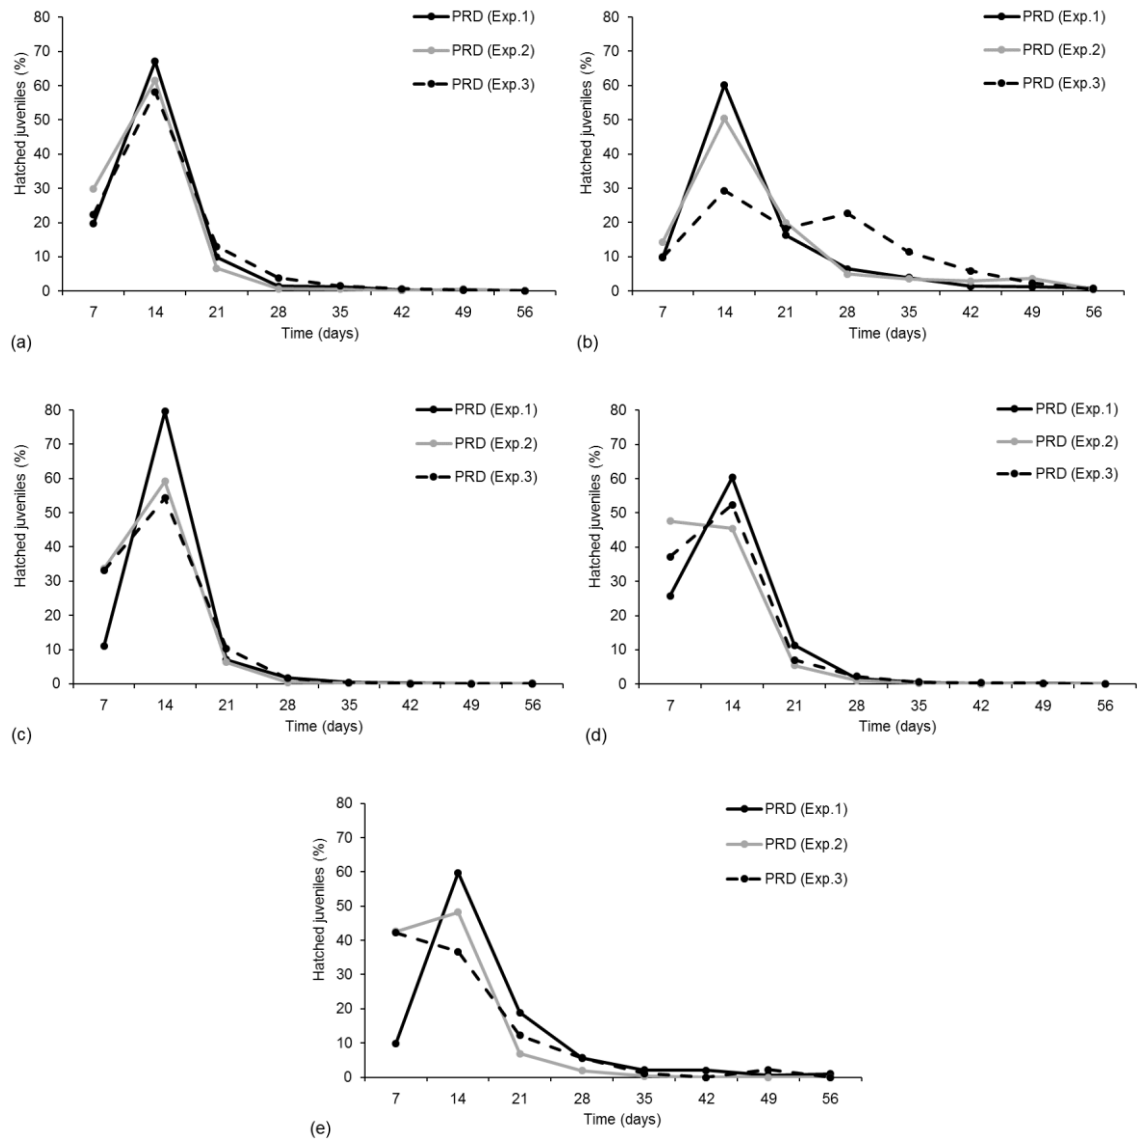 80
70
60
50
40
30
20
10
0
Hatched juveniles (%)
PRD (Exp.1)
PRD (Exp.2)
PRD (Exp.3)
7 14 21 28 35 42 49 56
Time (days)
(a)
80
70
60
50
40
30
20
10
0
Hatched juveniles (%)
PRD (Exp.1)
PRD (Exp.2)
PRD (Exp.3)
7 14 21 28 35 42 49 56
Time (days)
(b)
80
70
60
50
40
30
20
10
0
Hatched juveniles (%)
PRD (Exp.1)
PRD (Exp.2)
PRD (Exp.3)
7 14 21 28 35 42 49 56
Time (days)
(c)
80
70
60
50
40
30
20
10
0
Hatched juveniles (%)
PRD (Exp.1)
PRD (Exp.2)
PRD (Exp.3)
7 14 21 28 35 42 49 56
Time (days)
(d)
80
70
60
50
40
30
20
10
0
Hatched juveniles (%)
PRD (Exp.1)
PRD (Exp.2)
PRD (Exp.3)
7 14 21 28 35 42 49 56
Time (days)
(e)